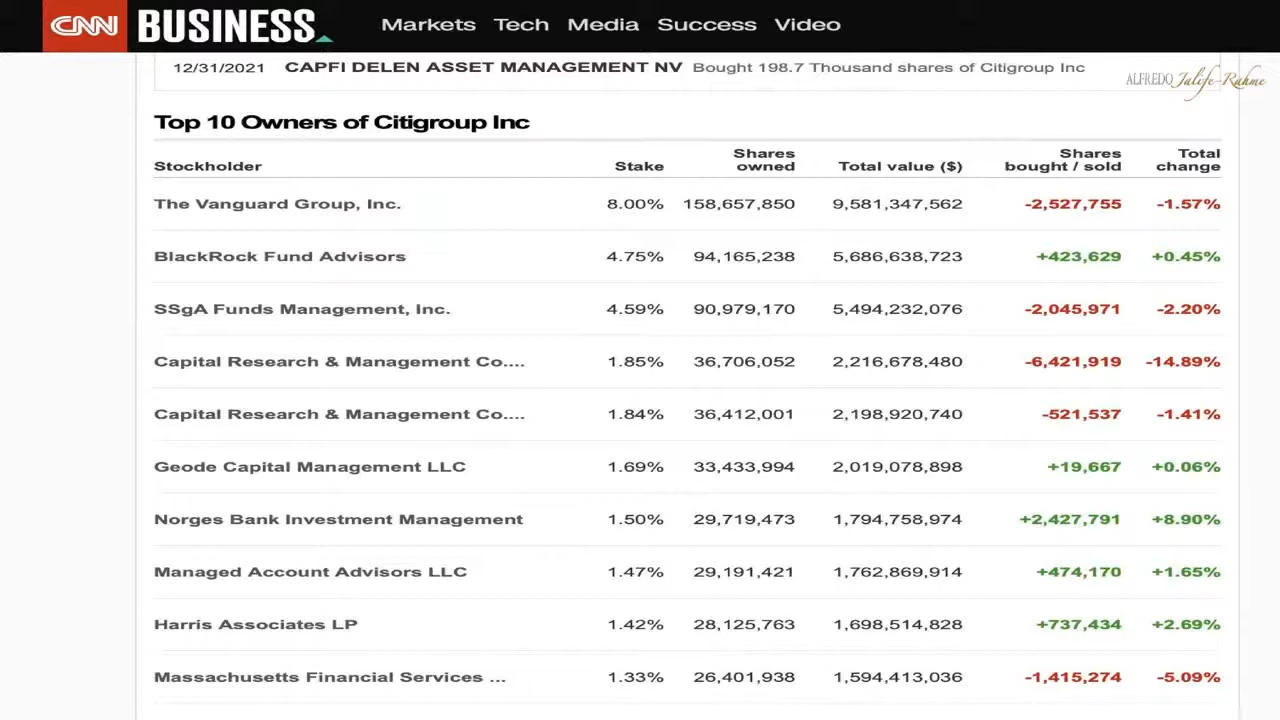 CNN BUSINESS Markets Tech Media Success Video
12/31/2021 CAPFI DELEN ASSET MANAGEMENT NV Bought 198.7 Thousand shares of Citigroup Inc
ALFREDO Jalife-Rahme
Top 10 Owners of Citigroup Inc
Stockholder Stake Shares owned Total value ($) Shares bought / sold Total change
The Vanguard Group, Inc. 8.00% 158,657,850 9,581,347,562 -2,527,755 -1.57%
BlackRock Fund Advisors 4.75% 94,165,238 5,686,638,723 +423,629 +0.45%
SSgA Funds Management, Inc. 4.59% 90,979,170 5,494,232,076 -2,045,971 -2.20%
Capital Research & Management Co.... 1.85% 36,706,052 2,216,678,480 -6,421,919 -14.89%
Capital Research & Management Co.... 1.84% 36,412,001 2,198,920,740 -521,537 -1.41%
Geode Capital Management LLC 1.69% 33,433,994 2,019,078,898 +19,667 +0.06%
Norges Bank Investment Management 1.50% 29,719,473 1,794,758,974 +2,427,791 +8.90%
Managed Account Advisors LLC 1.47% 29,191,421 1,762,869,914 +474,170 +1.65%
Harris Associates LP 1.42% 28,125,763 1,698,514,828 +737,434 +2.69%
Massachusetts Financial Services ... 1.33% 26,401,938 1,594,413,036 -1,415,274 -5.09%